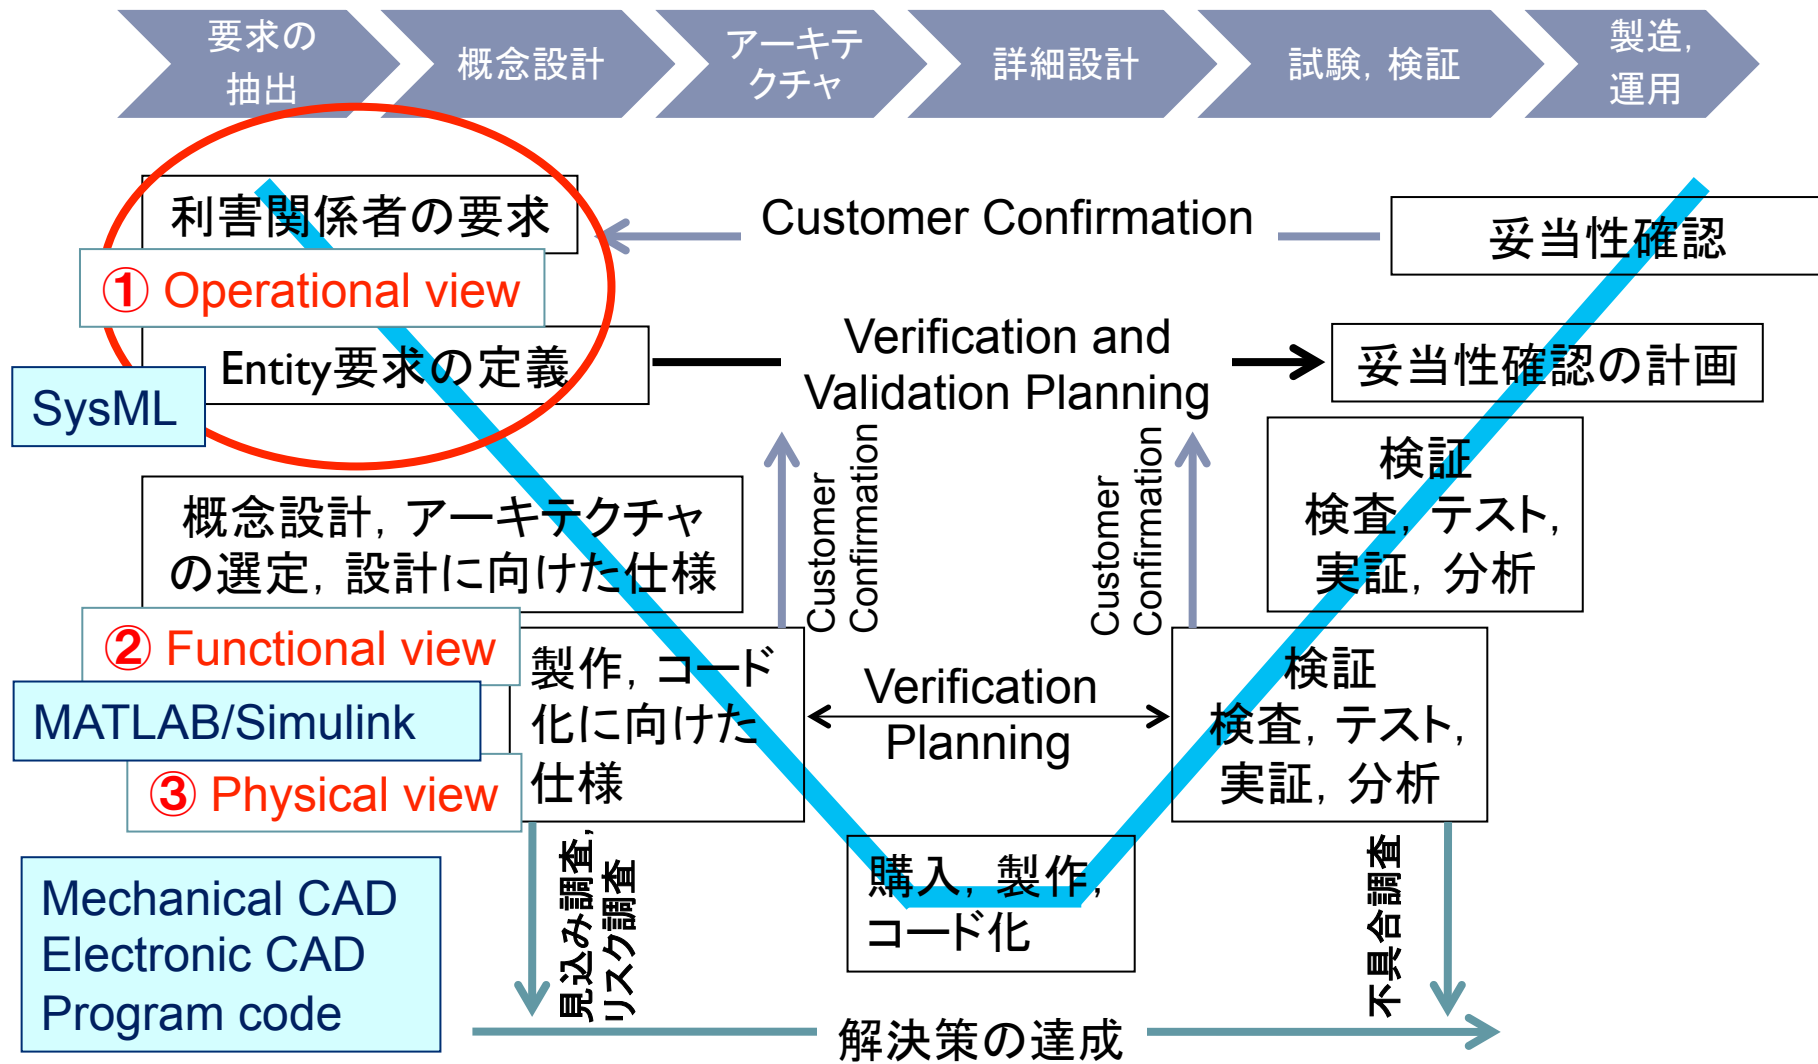 要求の
抽出
概念設計
アーキテ
クチャ
詳細設計
試験, 検証
製造,
運用
利害関係者の要求
Customer Confirmation
妥当性確認
① Operational view
Entity要求の定義
Verification and
Validation Planning
妥当性確認の計画
SysML
概念設計, アーキテクチャ
の選定, 設計に向けた仕様
Customer
Confirmation
Customer
Confirmation
検証
検査, テスト,
実証, 分析
② Functional view
製作, コード
化に向けた
仕様
Verification
Planning
検証
検査, テスト,
実証, 分析
MATLAB/Simulink
③ Physical view
見込み調査,
リスク調査
購入, 製作,
コード化
不具合調査
Mechanical CAD
Electronic CAD
Program code
解決策の達成